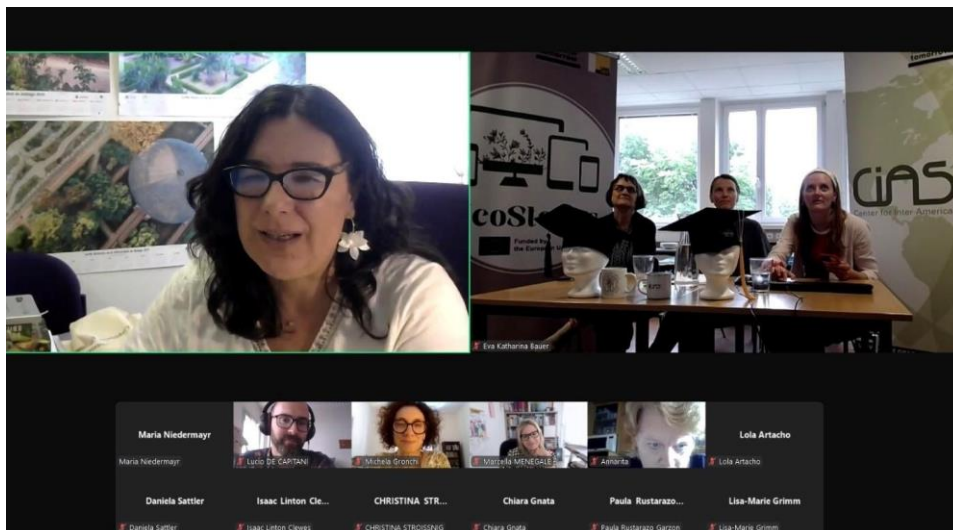 tomorrow
coSt
Funded by
the European U
CiAS
Center for Inter-America
Eva Katharina Bauer
Maria Niedermayr
Lola Artacho
Maria Niedermayr
Lucio DE CAPITANI
Michela Gronchi
Marcella MENEGALE
Annarita
Lola Artacho
Daniela Sattler
Isaac Linton Cle...
CHRISTINA STR...
Chiara Gnata
Paula Rustarazo...
Lisa-Marie Grimm
Daniela Sattler
Isaac Linton Clewes
CHRISTINA STROISSNIG
Chiara Gnata
Paula Rustarazo Garzon
Lisa-Marie Grimm